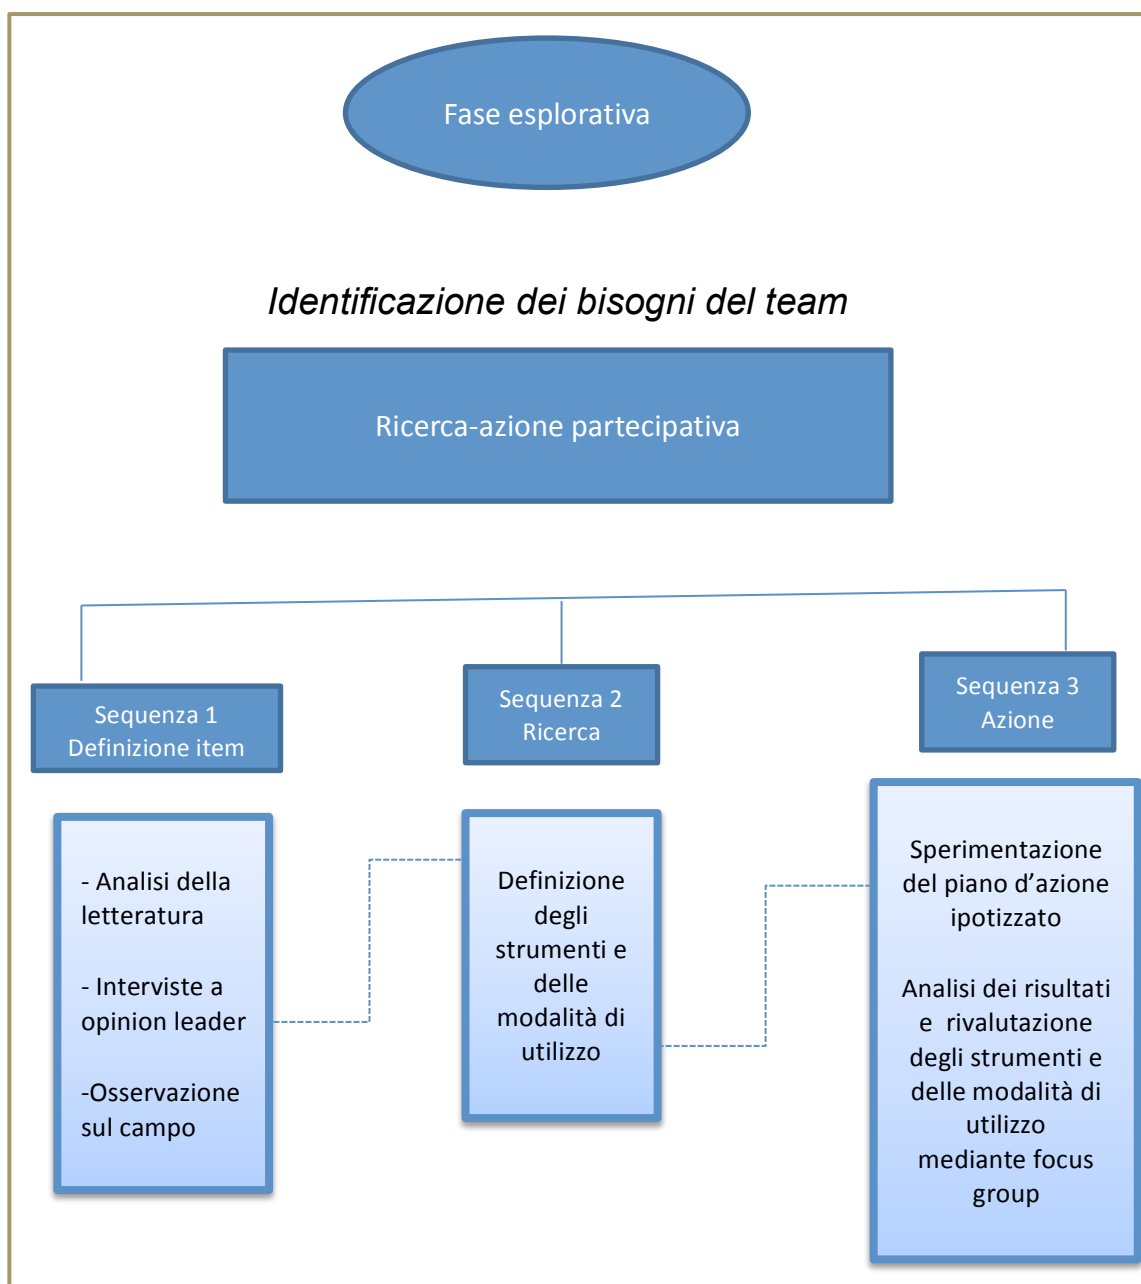 Fase esplorativa
Identificazione dei bisogni del team
Ricerca-azione partecipativa
Sequenza 1
Definizione item
Sequenza 2
Ricerca
Sequenza 3
Azione
- Analisi della
letteratura
- Interviste a
opinion leader
-Osservazione
sul campo
Definizione
degli
strumenti e
delle
modalità di
utilizzo
Sperimentazione
del piano d’azione
ipotizzato
Analisi dei risultati
e rivalutazione
degli strumenti e
delle modalità di
utilizzo
mediante focus
group